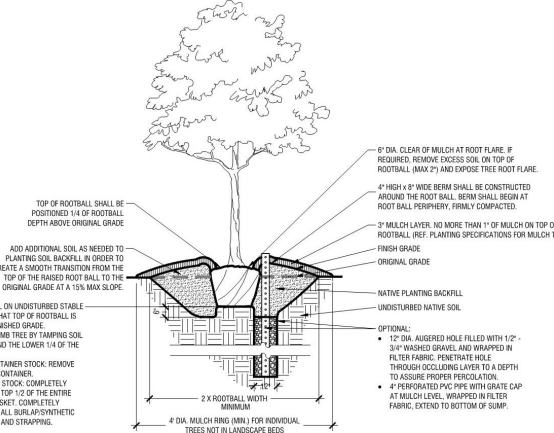 TOP OF ROOTBALL SHALL BE
POSITIONED 1/4 OF ROOTBALL
DEPTH ABOVE ORIGINAL GRADE
ADD ADDITIONAL SOIL AS NEEDED TO
PLANTING SOIL BACKFILL IN ORDER TO
REATE A SMOOTH TRANSITION FROM THE
TOP OF THE RAISED ROOT BALL TO THE
ORIGINAL GRADE AT A 15% MAX SLOPE.
L ON UNDISTURBED STABLE
HAT TOP OF ROOTBALL IS
NISHED GRADE.
MB TREE BY TAMPING SOIL
ND THE LOWER 1/4 OF THE
TAINER STOCK: REMOVE
CONTAINER.
STOCK: COMPLETELY
TOP 1/2 OF THE ENTIRE
SKET. COMPLETELY
ALL BURLAP/SYNTHETIC
AND STRAPPING.
6"
12"
2 X ROOTBALL WIDTH
MINIMUM
4' DIA. MULCH RING (MIN.) FOR INDIVIDUAL
TREES NOT IN LANDSCAPE BEDS
6" DIA. CLEAR OF MULCH AT ROOT FLARE. IF
REQUIRED, REMOVE EXCESS SOIL ON TOP OF
ROOTBALL (MAX 2") AND EXPOSE TREE ROOT FLARE.
4" HIGH x 8" WIDE BERM SHALL BE CONSTRUCTED
AROUND THE ROOT BALL. BERM SHALL BEGIN AT
ROOT BALL PERIPHERY, FIRMLY COMPACTED.
3" MULCH LAYER. NO MORE THAN 1" OF MULCH ON TOP O
ROOTBALL (REF. PLANTING SPECIFICATIONS FOR MULCH T
FINISH GRADE
ORIGINAL GRADE
NATIVE PLANTING BACKFILL
UNDISTURBED NATIVE SOIL
OPTIONAL:
• 12" DIA. AUGERED HOLE FILLED WITH 1/2" -
3/4" WASHED GRAVEL AND WRAPPED IN
FILTER FABRIC. PENETRATE HOLE
THROUGH OCCLUDING LAYER TO A DEPTH
TO ASSURE PROPER PERCOLATION.
• 4" PERFORATED PVC PIPE WITH GRATE CAP
AT MULCH LEVEL, WRAPPED IN FILTER
FABRIC, EXTEND TO BOTTOM OF SUMP.